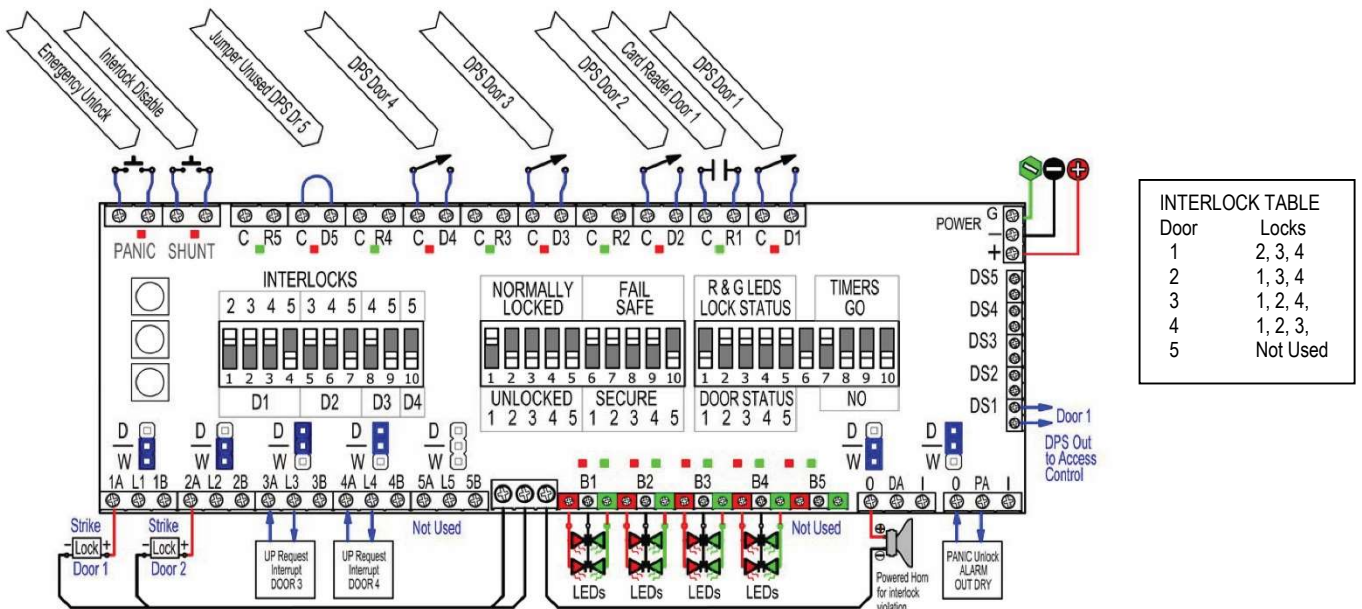 Emergency Unlock
Interlock Disable
Jumper Unused DPS Dr 5
DPS Door 4
DPS Door 3
DPS Door 2
Card Reader Door 1
DPS Door 1
PANIC SHUNT C R5 C D5 C R4 C D4 C R3 C D3 C R2 C D2 C R1 C D1
POWER G
−
+
INTERLOCKS
2 3 4 5 3 4 5 4 5 5
1 2 3 4 5 6 7 8 9 10
D1 D2 D3 D4
NORMALLY LOCKED
FAIL SAFE
1 2 3 4 5 6 7 8 9 10
UNLOCKED SECURE
1 2 3 4 5 1 2 3 4 5
R & G LEDS LOCK STATUS
TIMERS GO
1 2 3 4 5 6 7 8 9 10
DOOR STATUS NO
1 2 3 4 5
DS5
DS4
DS3
DS2
DS1
Door 1
DPS Out
to Access
Control
D W D W D W D W D W D W D
1A L1 1B 2A L2 2B 3A L3 3B 4A L4 4B 5A L5 5B
B1 B2 B3 B4 B5
O DA I O PA I
Not Used
Not Used
Strike
- Lock +
Door 1
Strike
- Lock +
Door 2
UP Request
Interrupt
DOOR 3
UP Request
Interrupt
DOOR 4
LEDs LEDs LEDs LEDs
Powered Horn
for interlock
violation
PANIC Unlock
ALARM
OUT DRY
INTERLOCK TABLE
Door Locks
1 2, 3, 4
2 1, 3, 4
3 1, 2, 4,
4 1, 2, 3,
5 Not Used